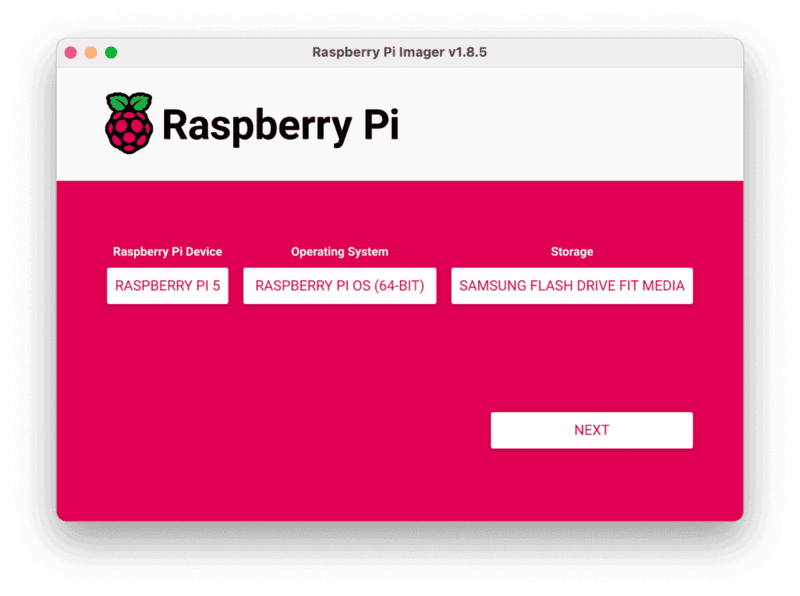 Raspberry Pi Imager v1.8.5
Raspberry Pi
Raspberry Pi Device
Operating System
Storage
RASPBERRY PI 5
RASPBERRY PI OS (64-BIT)
SAMSUNG FLASH DRIVE FIT MEDIA
NEXT